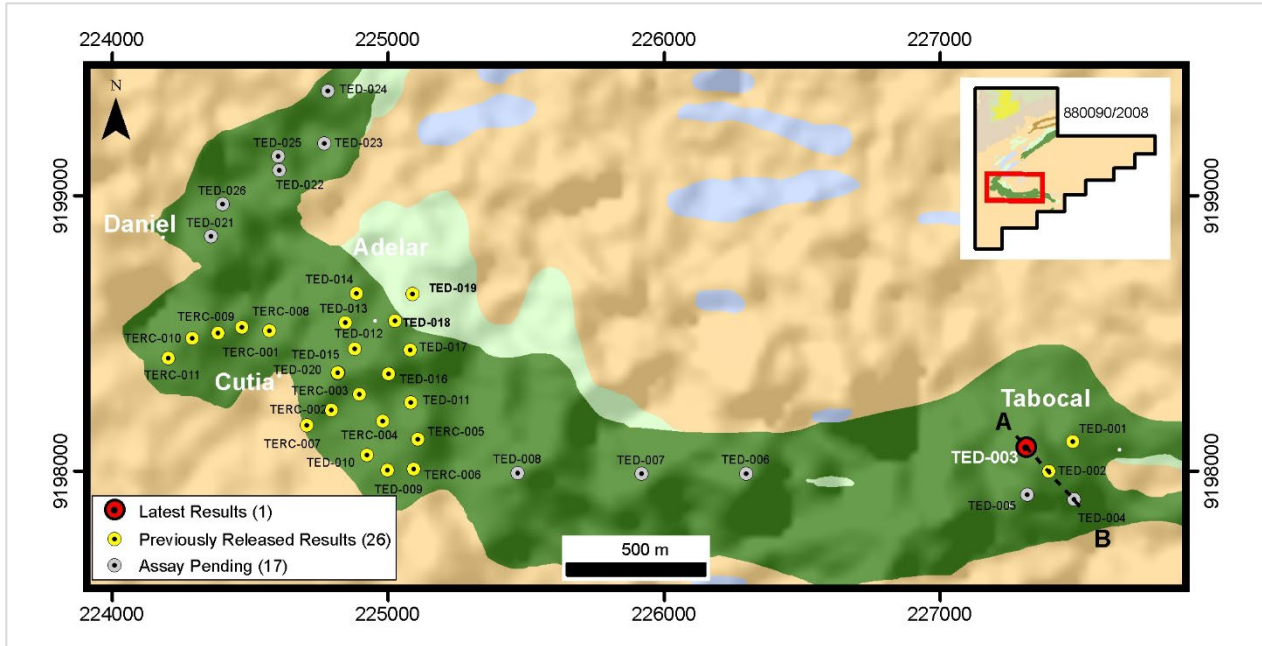 224000 225000 226000 227000
N
880090/2008
TED-024
TED-025
TED-023
TED-022
TED-026
TED-021
Daniel
9199000
9199000
Adelar
TED-014
TED-019
TED-013
TED-018
TERC-009
TERC-008
TERC-010
TED-012
TERC-001
TED-015
TED-017
TERC-011
TED-020
TED-016
Cutia
TERC-003
TED-011
TERC-002
TERC-004
TERC-005
TERC-007
TED-010
TERC-006
TED-009
TED-008
TED-007
TED-006
Tabocal
A
TED-001
TED-003
TED-002
TED-005
TED-004
B
9198000
9198000
Latest Results (1)
Previously Released Results (26)
Assay Pending (17)
500 m
224000 225000 226000 227000